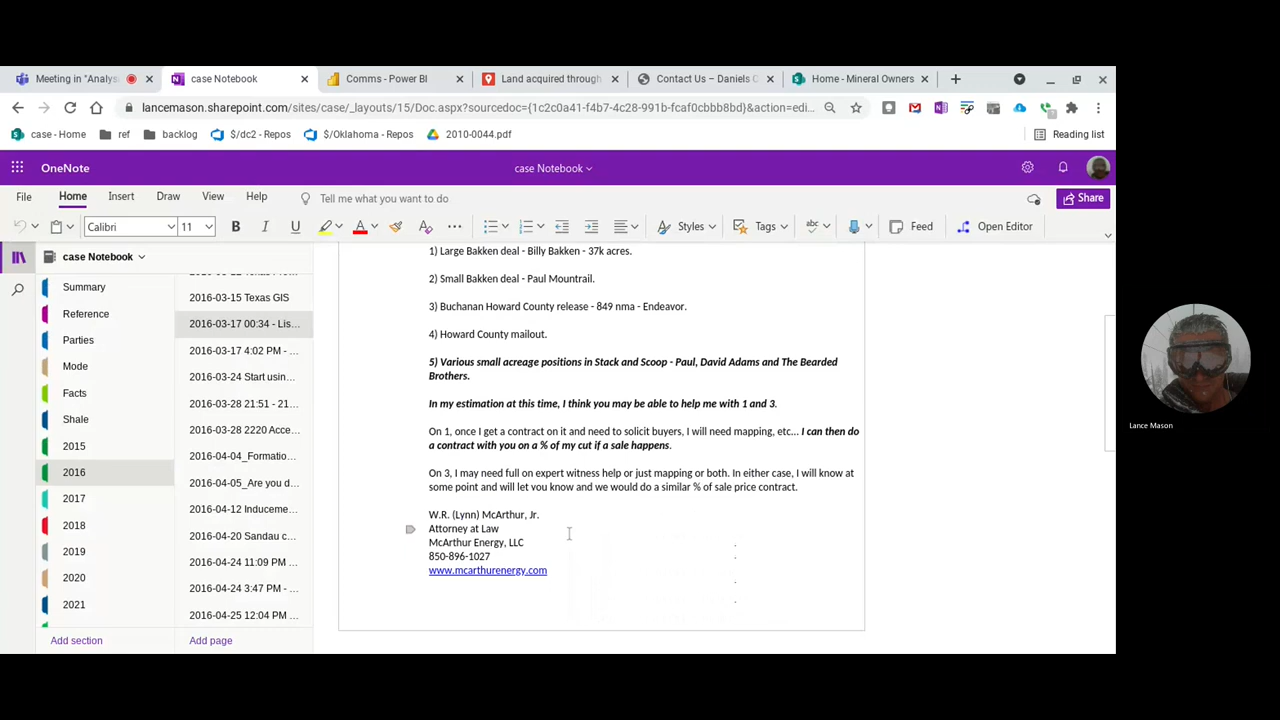 Meeting in "Analys
case Notebook
Comms - Power BI
Land acquired through
Contact Us – Daniels O
Home - Mineral Owners
lancemason.sharepoint.com/sites/case/_layouts/15/Doc.aspx?sourcedoc={1c2c0a41-f4b7-4c28-991b-fcaf0cbbb8bd}&action=edi...
case - Home
ref
backlog
$/dc2 - Repos
$/Oklahoma - Repos
2010-0044.pdf
Reading list
OneNote
case Notebook
File
Home
Insert
Draw
View
Help
Tell me what you want to do
Share
Calibri
11
B
I
U
A
Styles
Tags
abc
Feed
Open Editor
case Notebook
Summary
Reference
Parties
Mode
Facts
Shale
2015
2016
2017
2018
2019
2020
2021
Add section
2016-03-15 Texas GIS
2016-03-17 00:34 - Lis...
2016-03-17 4:02 PM - ...
2016-03-24 Start usin...
2016-03-28 21:51 - 21...
2016-03-28 2220 Acce...
2016-04-04_Formatio...
2016-04-05_Are you d...
2016-04-12 Induceme...
2016-04-20 Sandau c...
2016-04-24 11:09 PM ...
2016-04-24 3:47 PM - ...
2016-04-25 12:04 PM ...
Add page
1) Large Bakken deal - Billy Bakken - 37k acres.
2) Small Bakken deal - Paul Mountrail.
3) Buchanan Howard County release - 849 nma - Endeavor.
4) Howard County mailout.
5) Various small acreage positions in Stack and Scoop - Paul, David Adams and The Bearded
Brothers.
In my estimation at this time, I think you may be able to help me with 1 and 3.
On 1, once I get a contract on it and need to solicit buyers, I will need mapping, etc... I can then do
a contract with you on a % of my cut if a sale happens.
On 3, I may need full on expert witness help or just mapping or both. In either case, I will know at
some point and will let you know and we would do a similar % of sale price contract.
W.R. (Lynn) McArthur, Jr.
Attorney at Law
McArthur Energy, LLC
850-896-1027
www.mcarthurenergy.com
Lance Mason